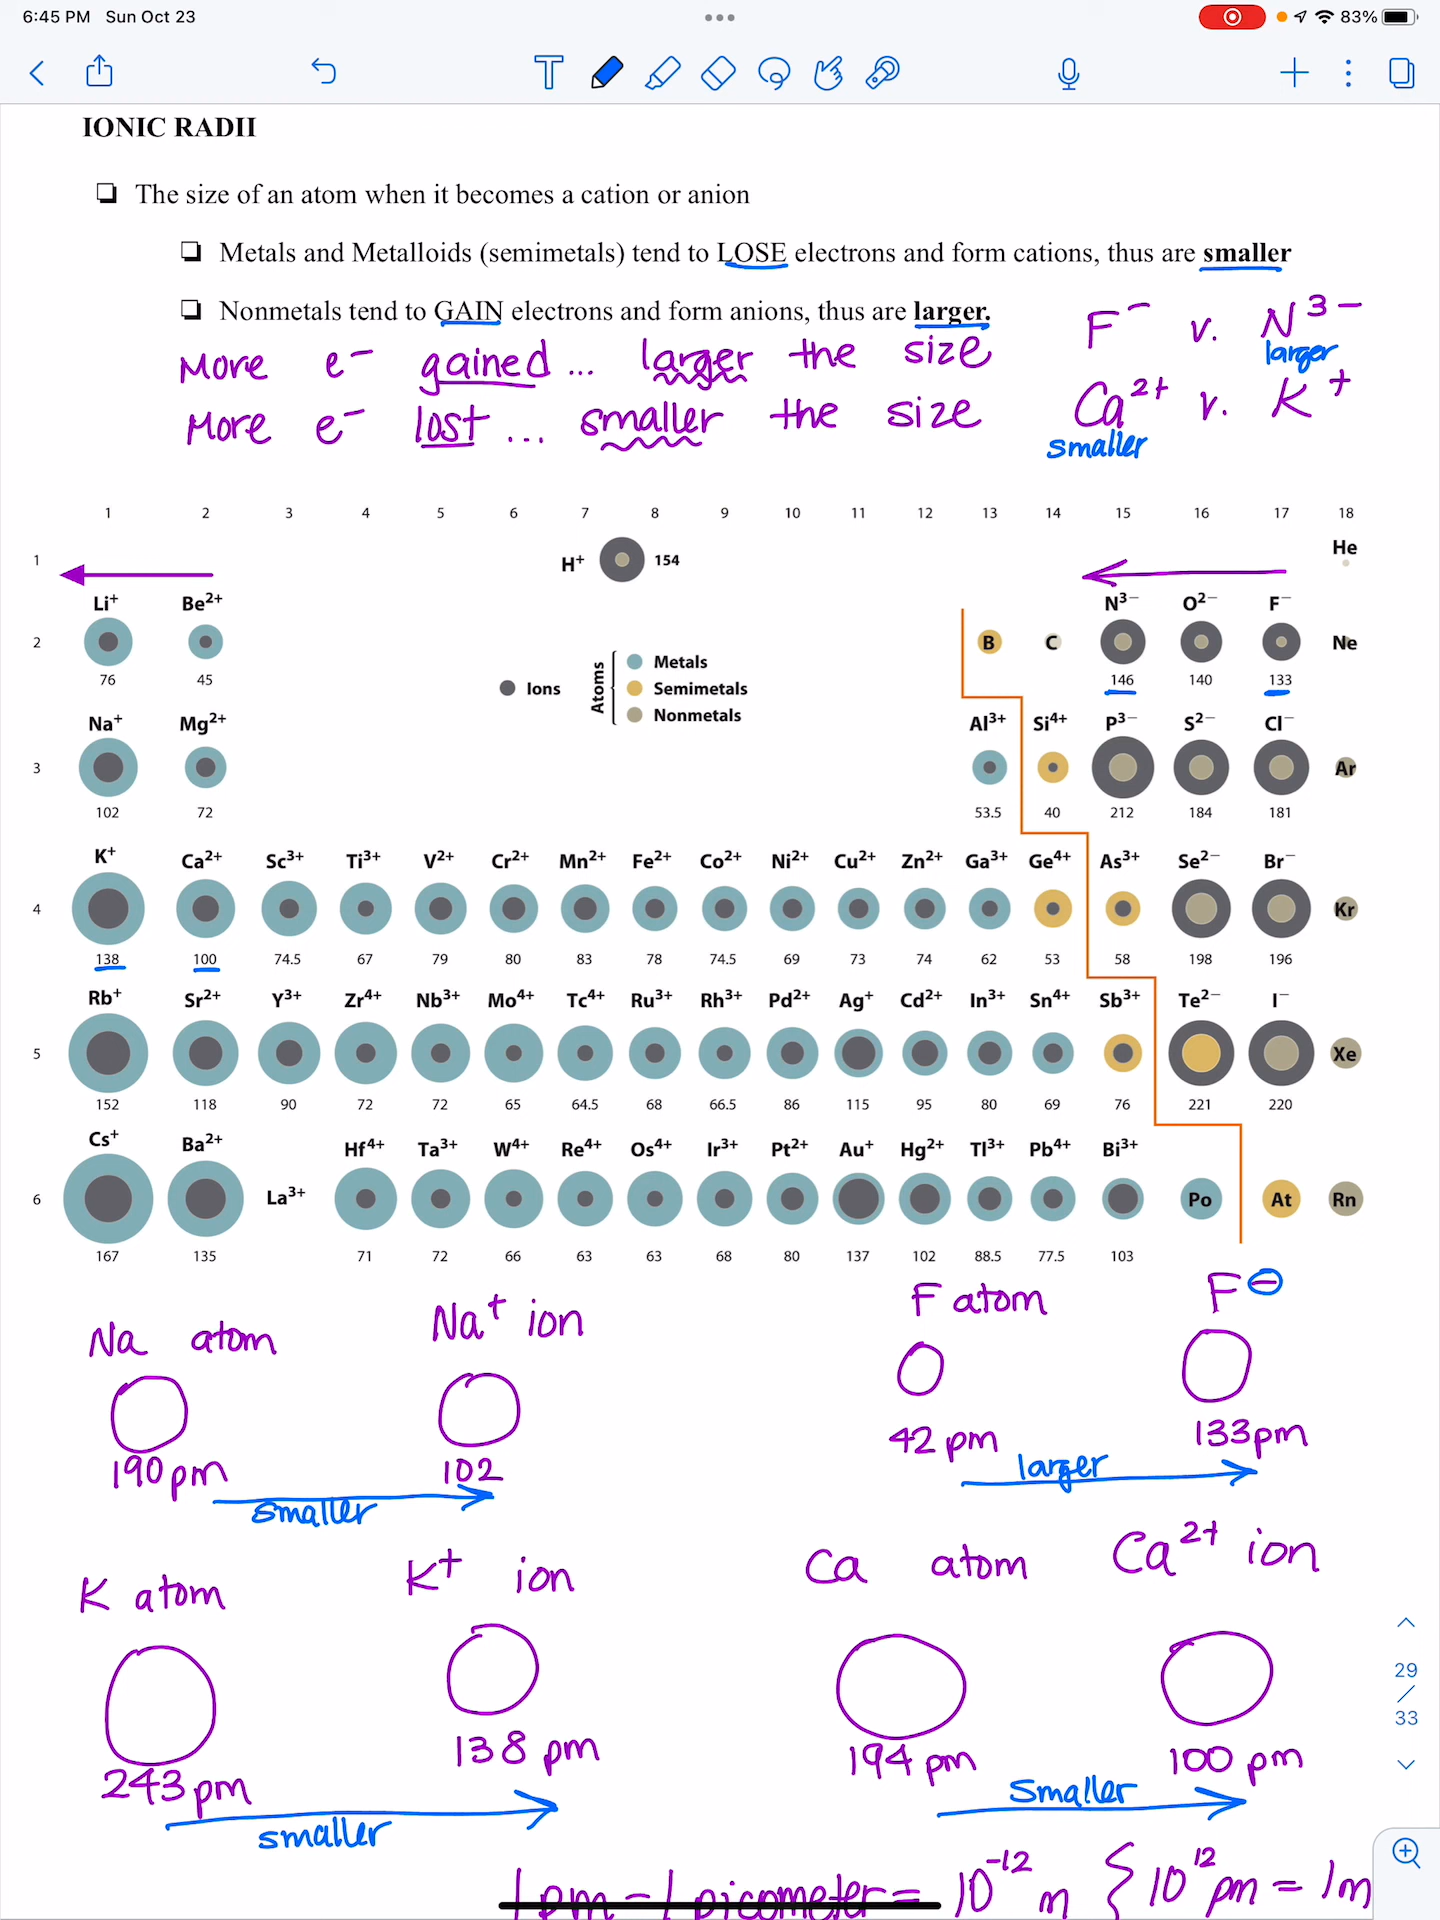 6:45 PM Sun Oct 23
83%
T
IONIC RADII
❏ The size of an atom when it becomes a cation or anion
❏ Metals and Metalloids (semimetals) tend to LOSE electrons and form cations, thus are smaller
❏ Nonmetals tend to GAIN electrons and form anions, thus are larger.
F⁻ v. N³⁻
larger
More e⁻ gained ... larger the size
Ca²⁺ v. K⁺
smaller
More e⁻ lost ... smaller the size
1 2 3 4 5 6 7 8 9 10 11 12 13 14 15 16 17 18
1 H⁺ 154 He
Li⁺ Be²⁺ N³⁻ O²⁻ F⁻
2 B C Ne
76 45 146 140 133
Ions
Atoms
Metals
Semimetals
Nonmetals
Na⁺ Mg²⁺ Al³⁺ Si⁴⁺ P³⁻ S²⁻ Cl⁻
3 Ar
102 72 53.5 40 212 184 181
K⁺ Ca²⁺ Sc³⁺ Ti³⁺ V²⁺ Cr²⁺ Mn²⁺ Fe²⁺ Co²⁺ Ni²⁺ Cu²⁺ Zn²⁺ Ga³⁺ Ge⁴⁺ As³⁺ Se²⁻ Br⁻
4 Kr
138 100 74.5 67 79 80 83 78 74.5 69 73 74 62 53 58 198 196
Rb⁺ Sr²⁺ Y³⁺ Zr⁴⁺ Nb³⁺ Mo⁴⁺ Tc⁴⁺ Ru³⁺ Rh³⁺ Pd²⁺ Ag⁺ Cd²⁺ In³⁺ Sn⁴⁺ Sb³⁺ Te²⁻ I⁻
5 Xe
152 118 90 72 72 65 64.5 68 66.5 86 115 95 80 69 76 221 220
Cs⁺ Ba²⁺ Hf⁴⁺ Ta³⁺ W⁴⁺ Re⁴⁺ Os⁴⁺ Ir³⁺ Pt²⁺ Au⁺ Hg²⁺ Tl³⁺ Pb⁴⁺ Bi³⁺
6 La³⁺ Po At Rn
167 135 71 72 66 63 63 68 80 137 102 88.5 77.5 103
Na atom Na⁺ ion F atom F⁻
190 pm 102 42 pm 133 pm
smaller larger
K atom K⁺ ion Ca atom Ca²⁺ ion
243 pm 138 pm 194 pm 100 pm
smaller Smaller
29
/
33
1 pm = 1 picometer = 10⁻¹² m { 10¹² pm = 1 m